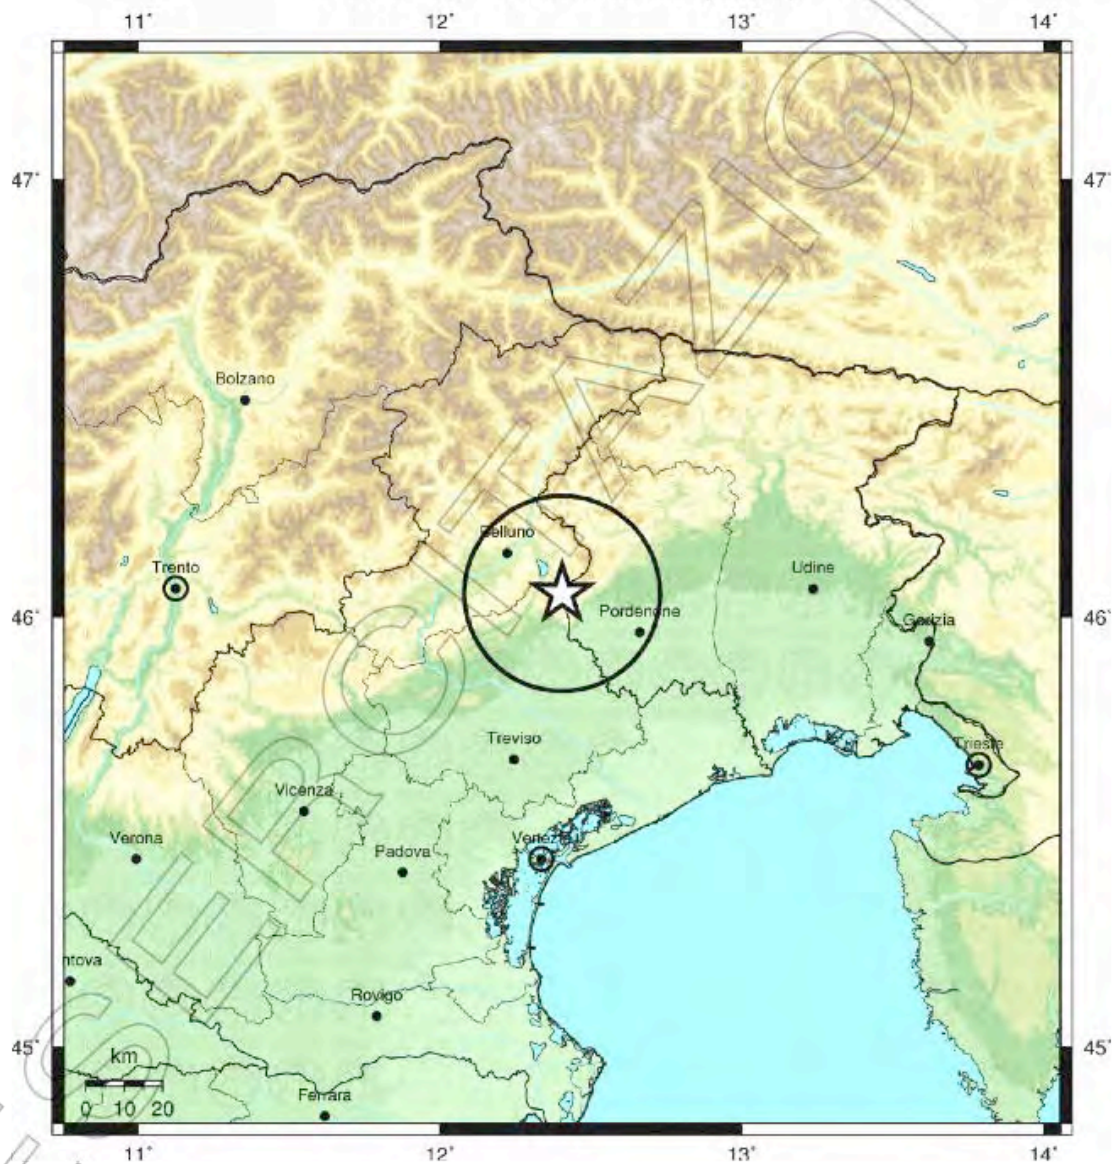 11° 12° 13° 14°
47° 47°
Bolzano
Belluno
Trento
Udine
46° 46°
Pordenone
Gorizia
Treviso
Trieste
Vicenza
Verona
Venezia
Padova
ntova
Rovigo
45° 45°
km
Ferrara
0 10 20
11° 12° 13° 14°